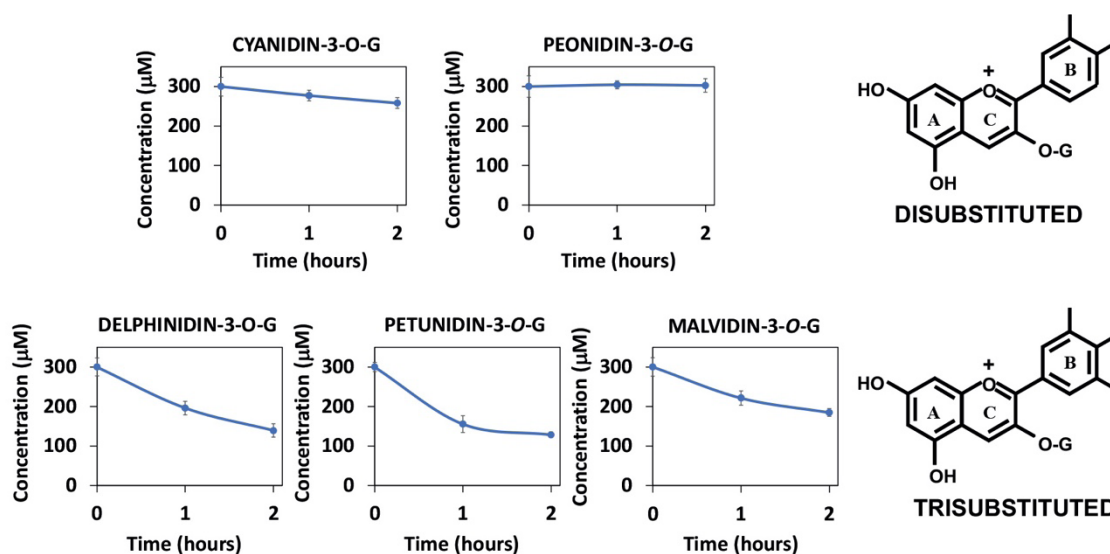 CYANIDIN-3-O-G
PEONIDIN-3-O-G
Concentration (μM)
300
200
100
0
0 1 2
Time (hours)
Concentration (μM)
300
200
100
0
0 1 2
Time (hours)
HO
A
+
O
C
B
O-G
OH
DISUBSTITUTED
DELPHINIDIN-3-O-G
PETUNIDIN-3-O-G
MALVIDIN-3-O-G
Concentration (μM)
300
200
100
0
0 1 2
Time (hours)
Concentration (μM)
300
200
100
0
0 1 2
Time (hours)
Concentration (μM)
300
200
100
0
0 1 2
Time (hours)
HO
A
+
O
C
B
O-G
OH
TRISUBSTITUTED